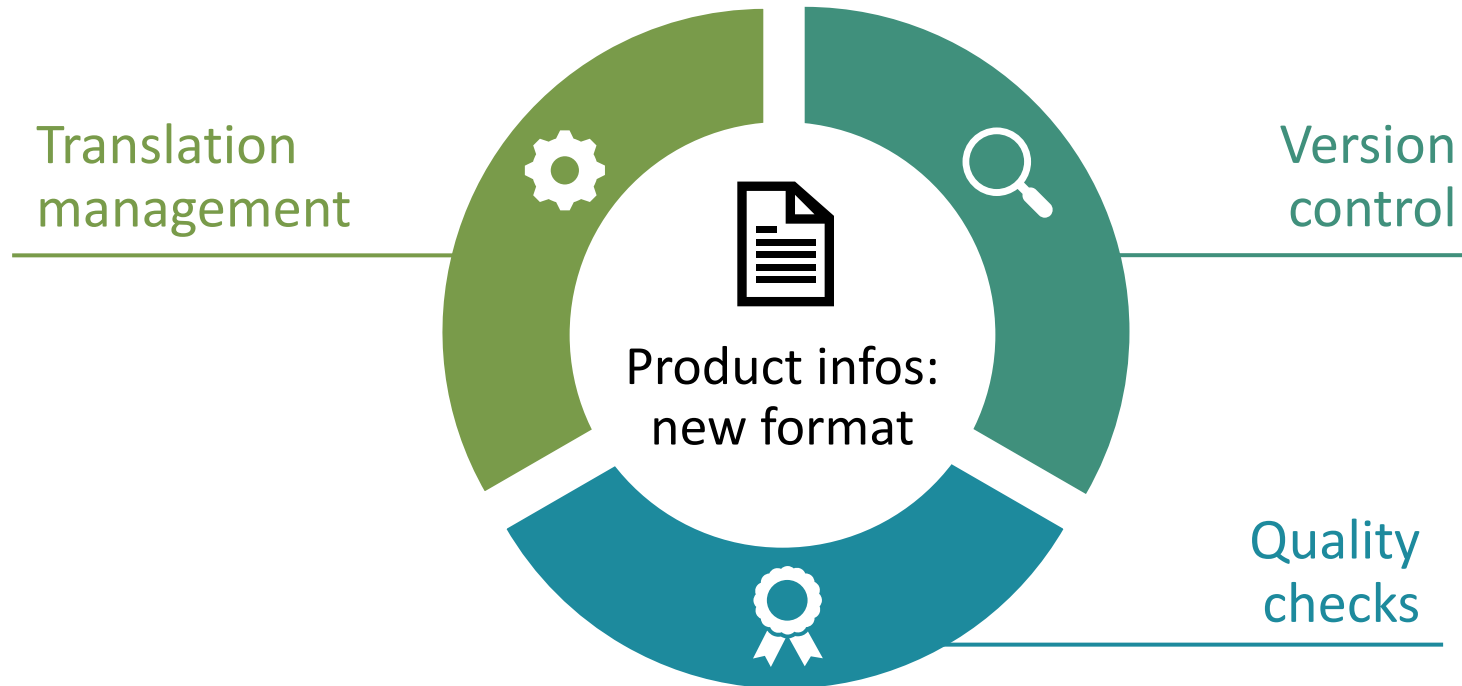 Translation
management
Version
control
Product infos:
new format
Quality
checks